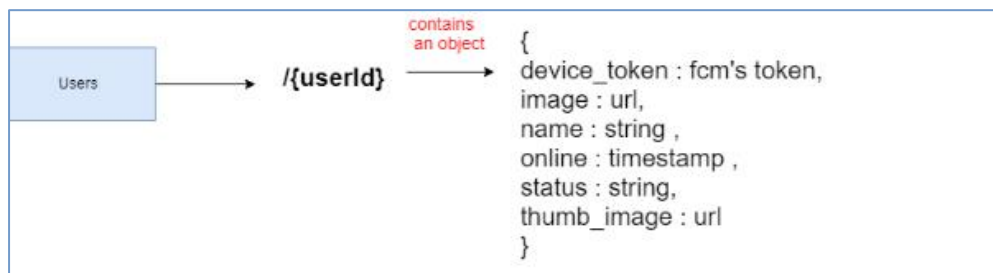 Users
/{userId}
contains
an object
{
device_token : fcm's token,
image : url,
name : string ,
online : timestamp ,
status : string,
thumb_image : url
}